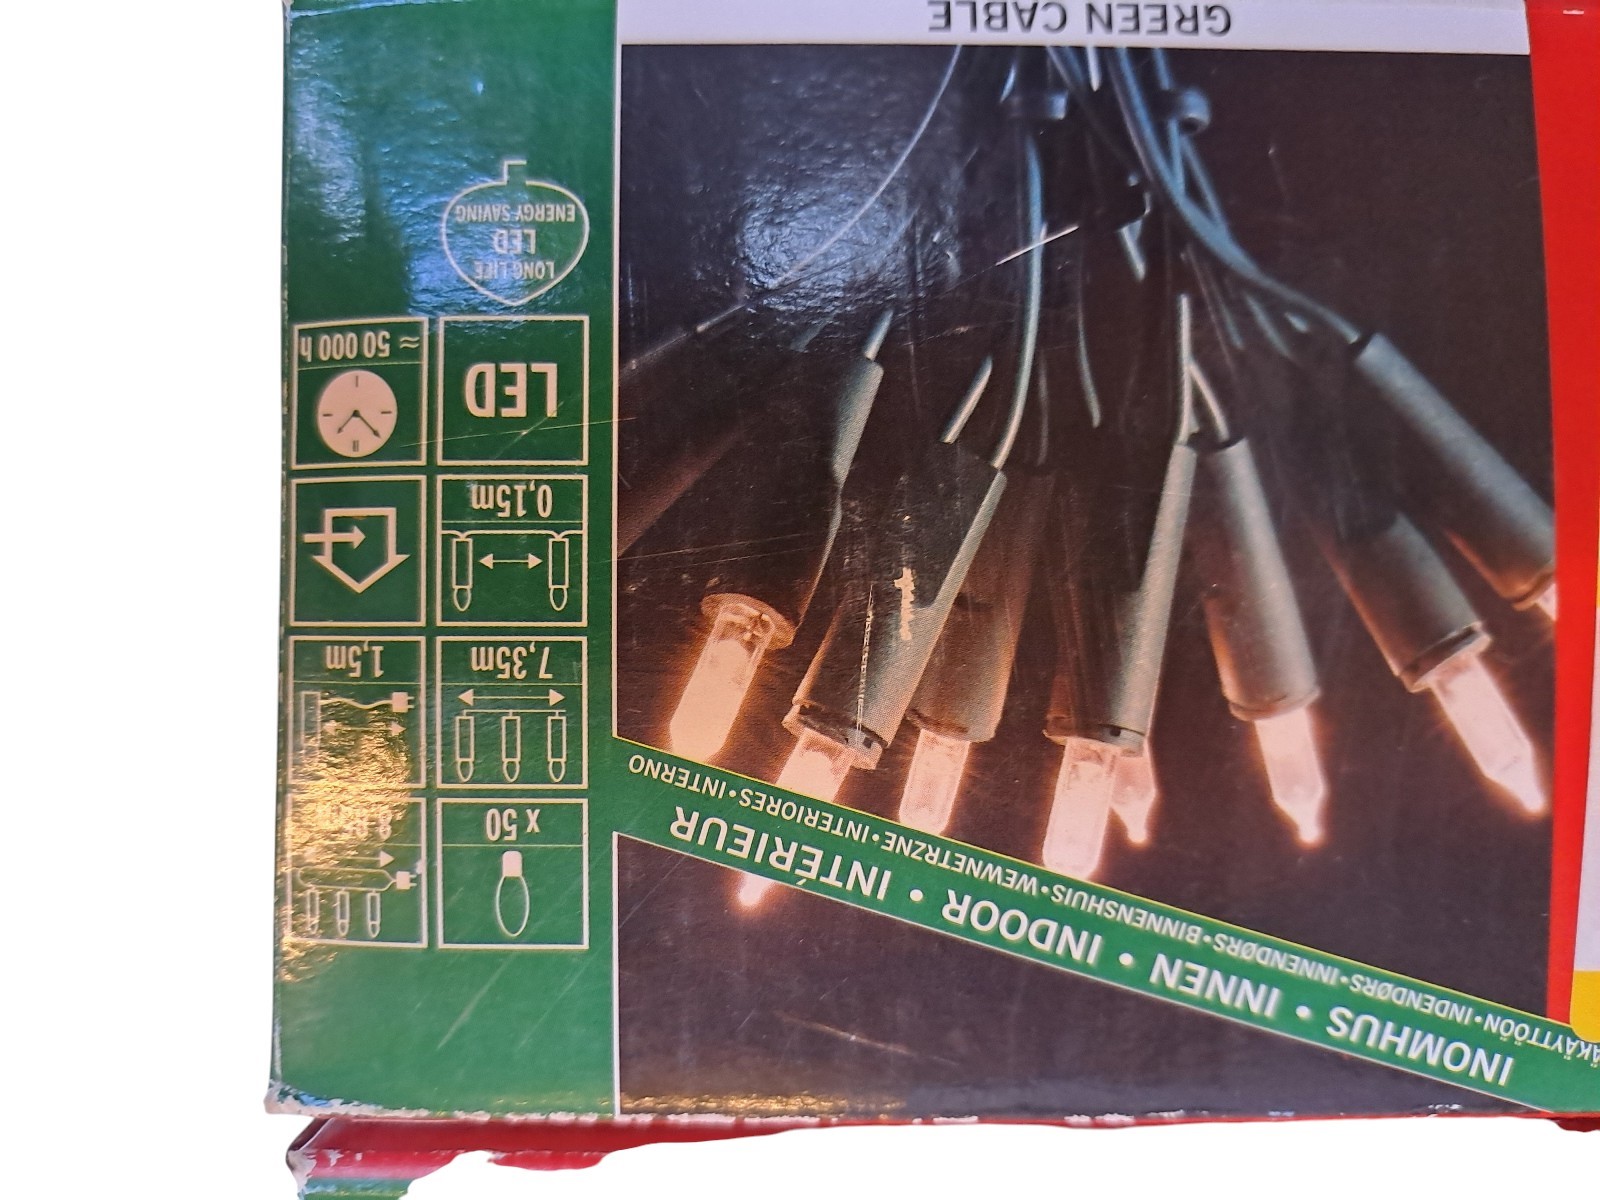 INOMHUS • INNEN • INDOOR • INTÉRIEUR
INDENDØRS • INNENDØRS • BINNENSHUIS • WEWNETRZNE • INTERIORES • INTERNO
x 50
7,35m
1,5m
0,15m
LED
≈ 50 000 h
LONG LIFE
LED
ENERGY SAVING
GREEN CABLE